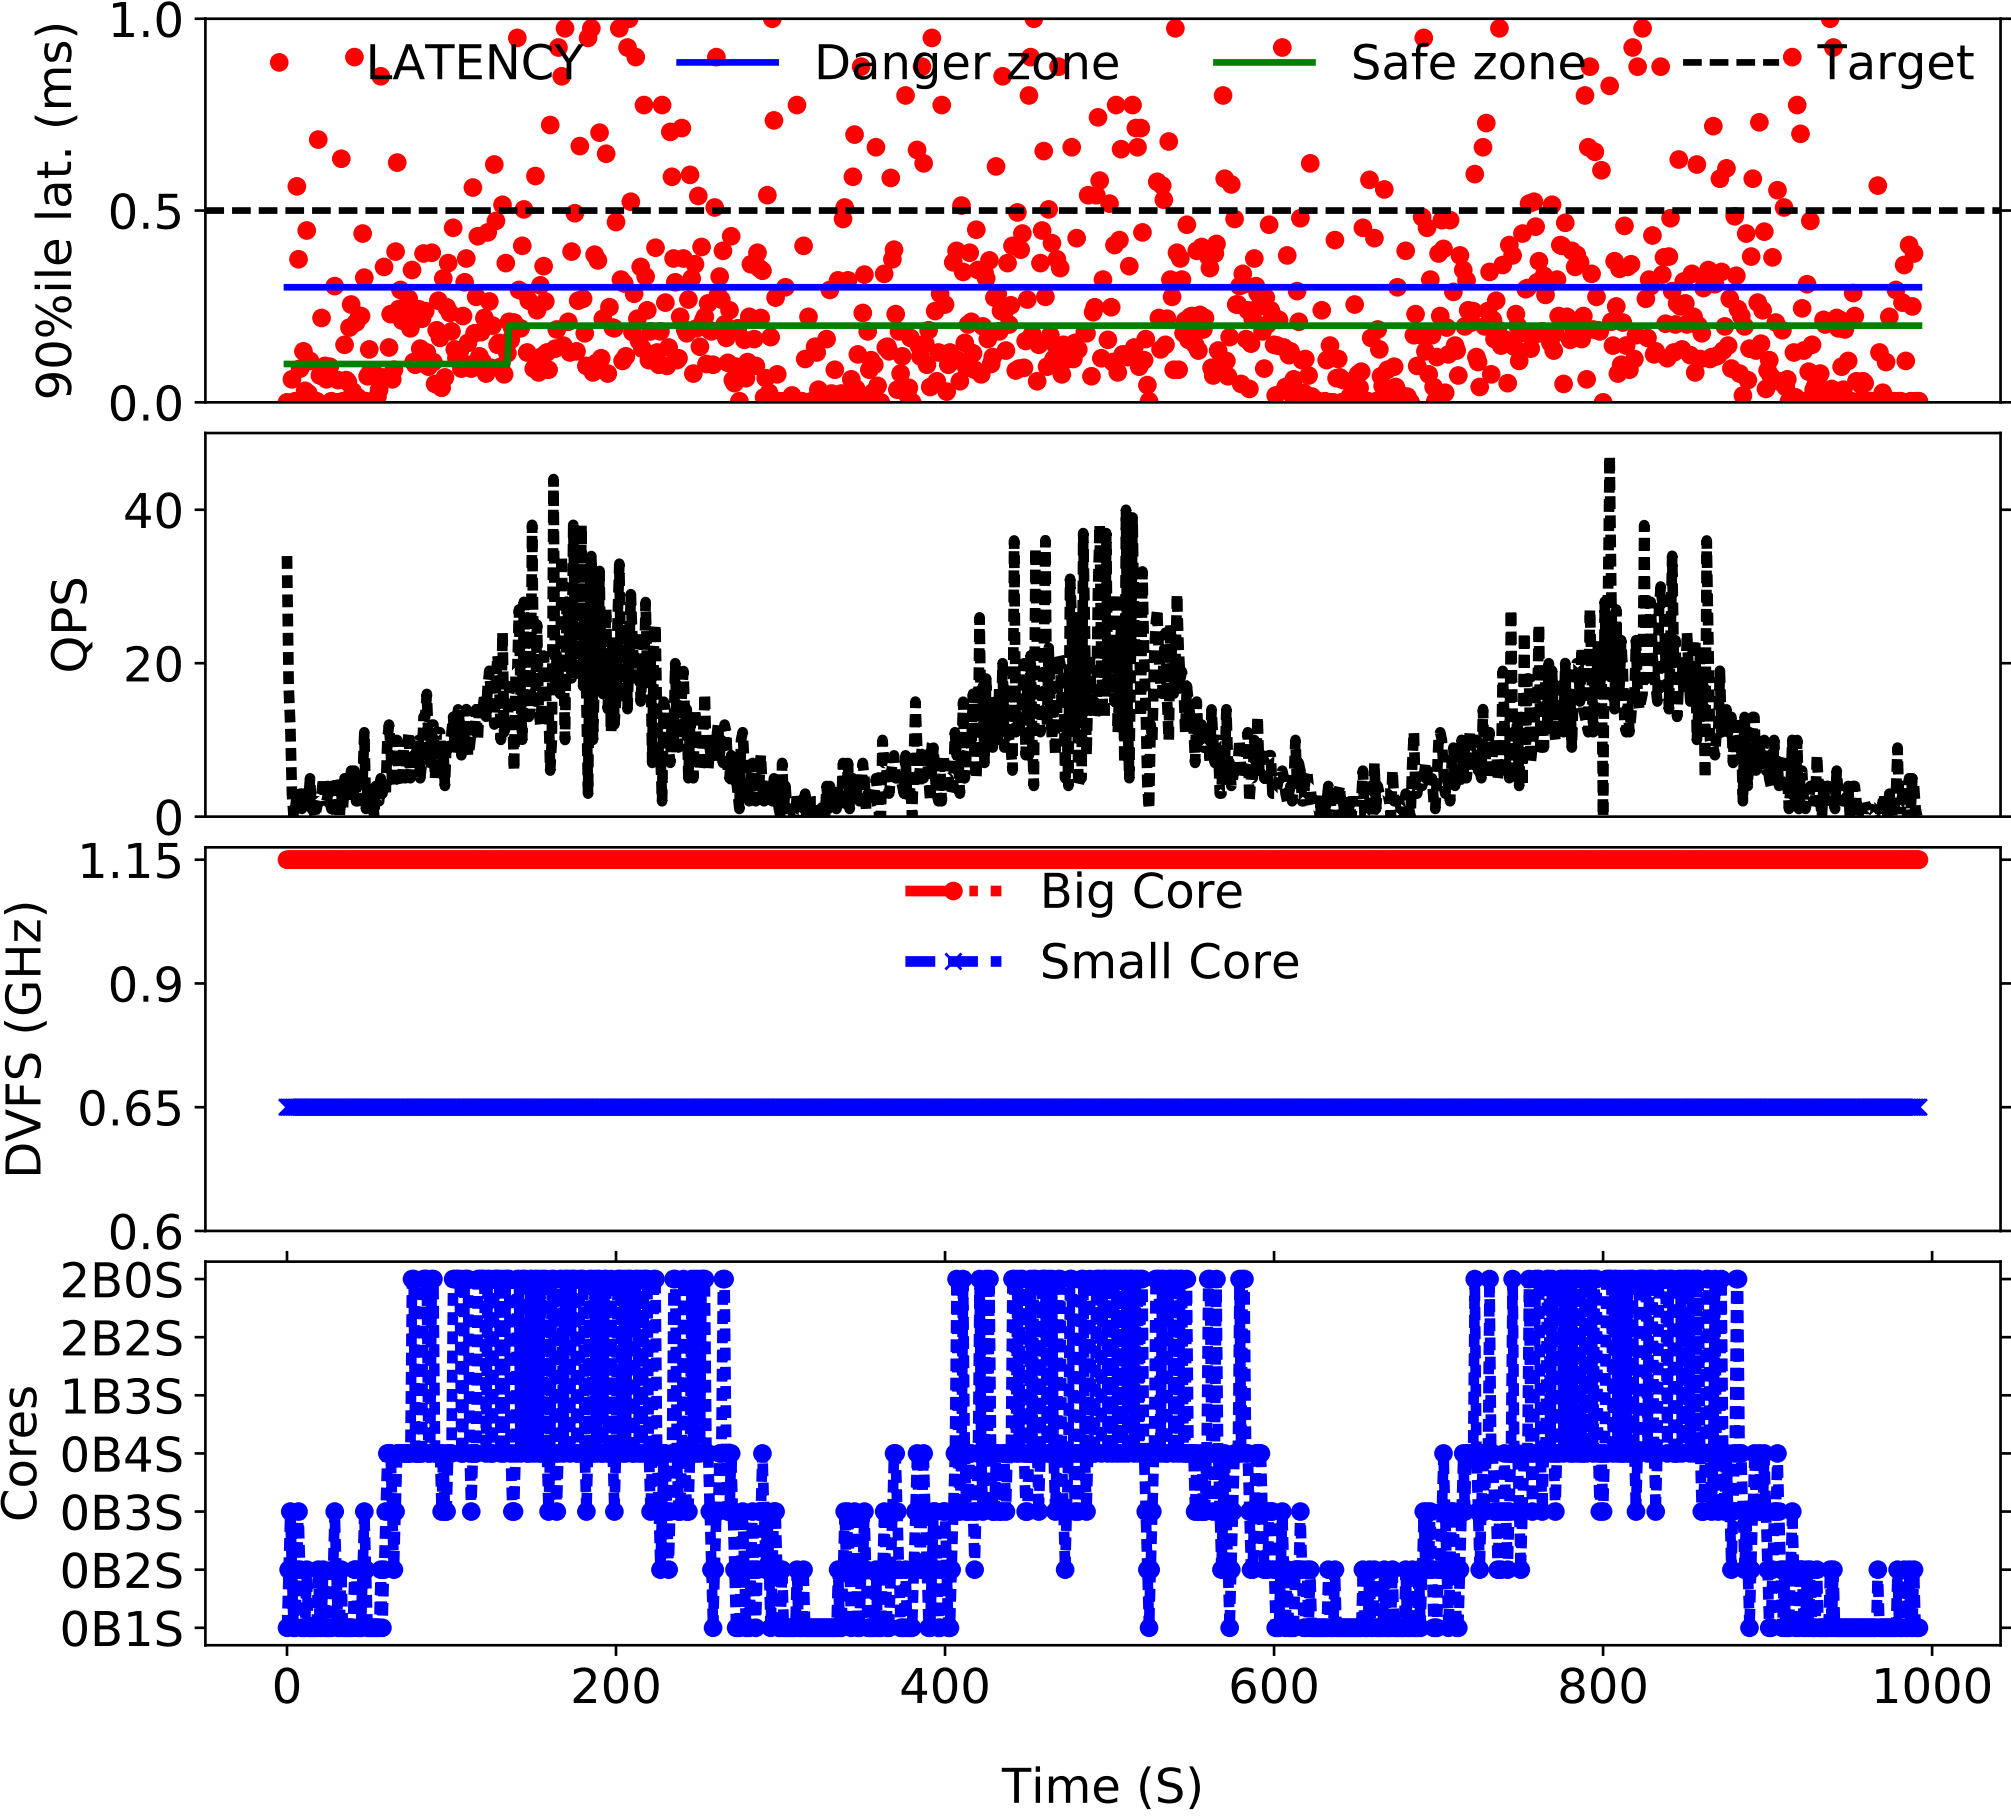 90%ile lat. (ms)
1.0
0.5
0.0
LATENCY Danger zone Safe zone Target
QPS
40
20
0
DVFS (GHz)
1.15
0.9
0.65
0.6
Big Core
Small Core
Cores
2B0S
2B2S
1B3S
0B4S
0B3S
0B2S
0B1S
0 200 400 600 800 1000
Time (S)